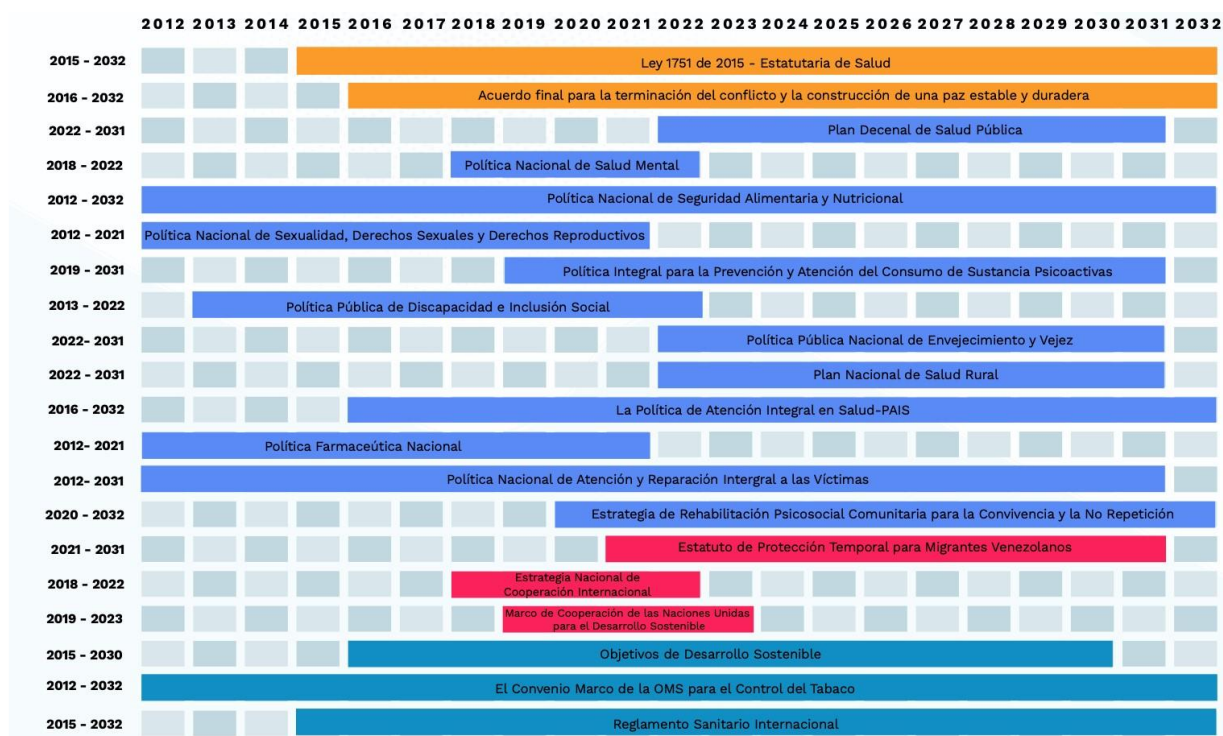 2012 2013 2014 2015 2016 2017 2018 2019 2020 2021 2022 2023 2024 2025 2026 2027 2028 2029 2030 2031 2032
2015 - 2032 Ley 1751 de 2015 - Estatutaria de Salud
2016 - 2032 Acuerdo final para la terminación del conflicto y la construcción de una paz estable y duradera
2022 - 2031 Plan Decenal de Salud Pública
2018 - 2022 Política Nacional de Salud Mental
2012 - 2032 Política Nacional de Seguridad Alimentaria y Nutricional
2012 - 2021 Política Nacional de Sexualidad, Derechos Sexuales y Derechos Reproductivos
2019 - 2031 Política Integral para la Prevención y Atención del Consumo de Sustancia Psicoactivas
2013 - 2022 Política Pública de Discapacidad e Inclusión Social
2022- 2031 Política Pública Nacional de Envejecimiento y Vejez
2022 - 2031 Plan Nacional de Salud Rural
2016 - 2032 La Política de Atención Integral en Salud-PAIS
2012- 2021 Política Farmaceútica Nacional
2012- 2031 Política Nacional de Atención y Reparación Intergral a las Víctimas
2020 - 2032 Estrategia de Rehabilitación Psicosocial Comunitaria para la Convivencia y la No Repetición
2021 - 2031 Estatuto de Protección Temporal para Migrantes Venezolanos
2018 - 2022 Estrategia Nacional de
Cooperación Internacional
2019 - 2023 Marco de Cooperación de las Naciones Unidas
para el Desarrollo Sostenible
2015 - 2030 Objetivos de Desarrollo Sostenible
2012 - 2032 El Convenio Marco de la OMS para el Control del Tabaco
2015 - 2032 Reglamento Sanitario Internacional